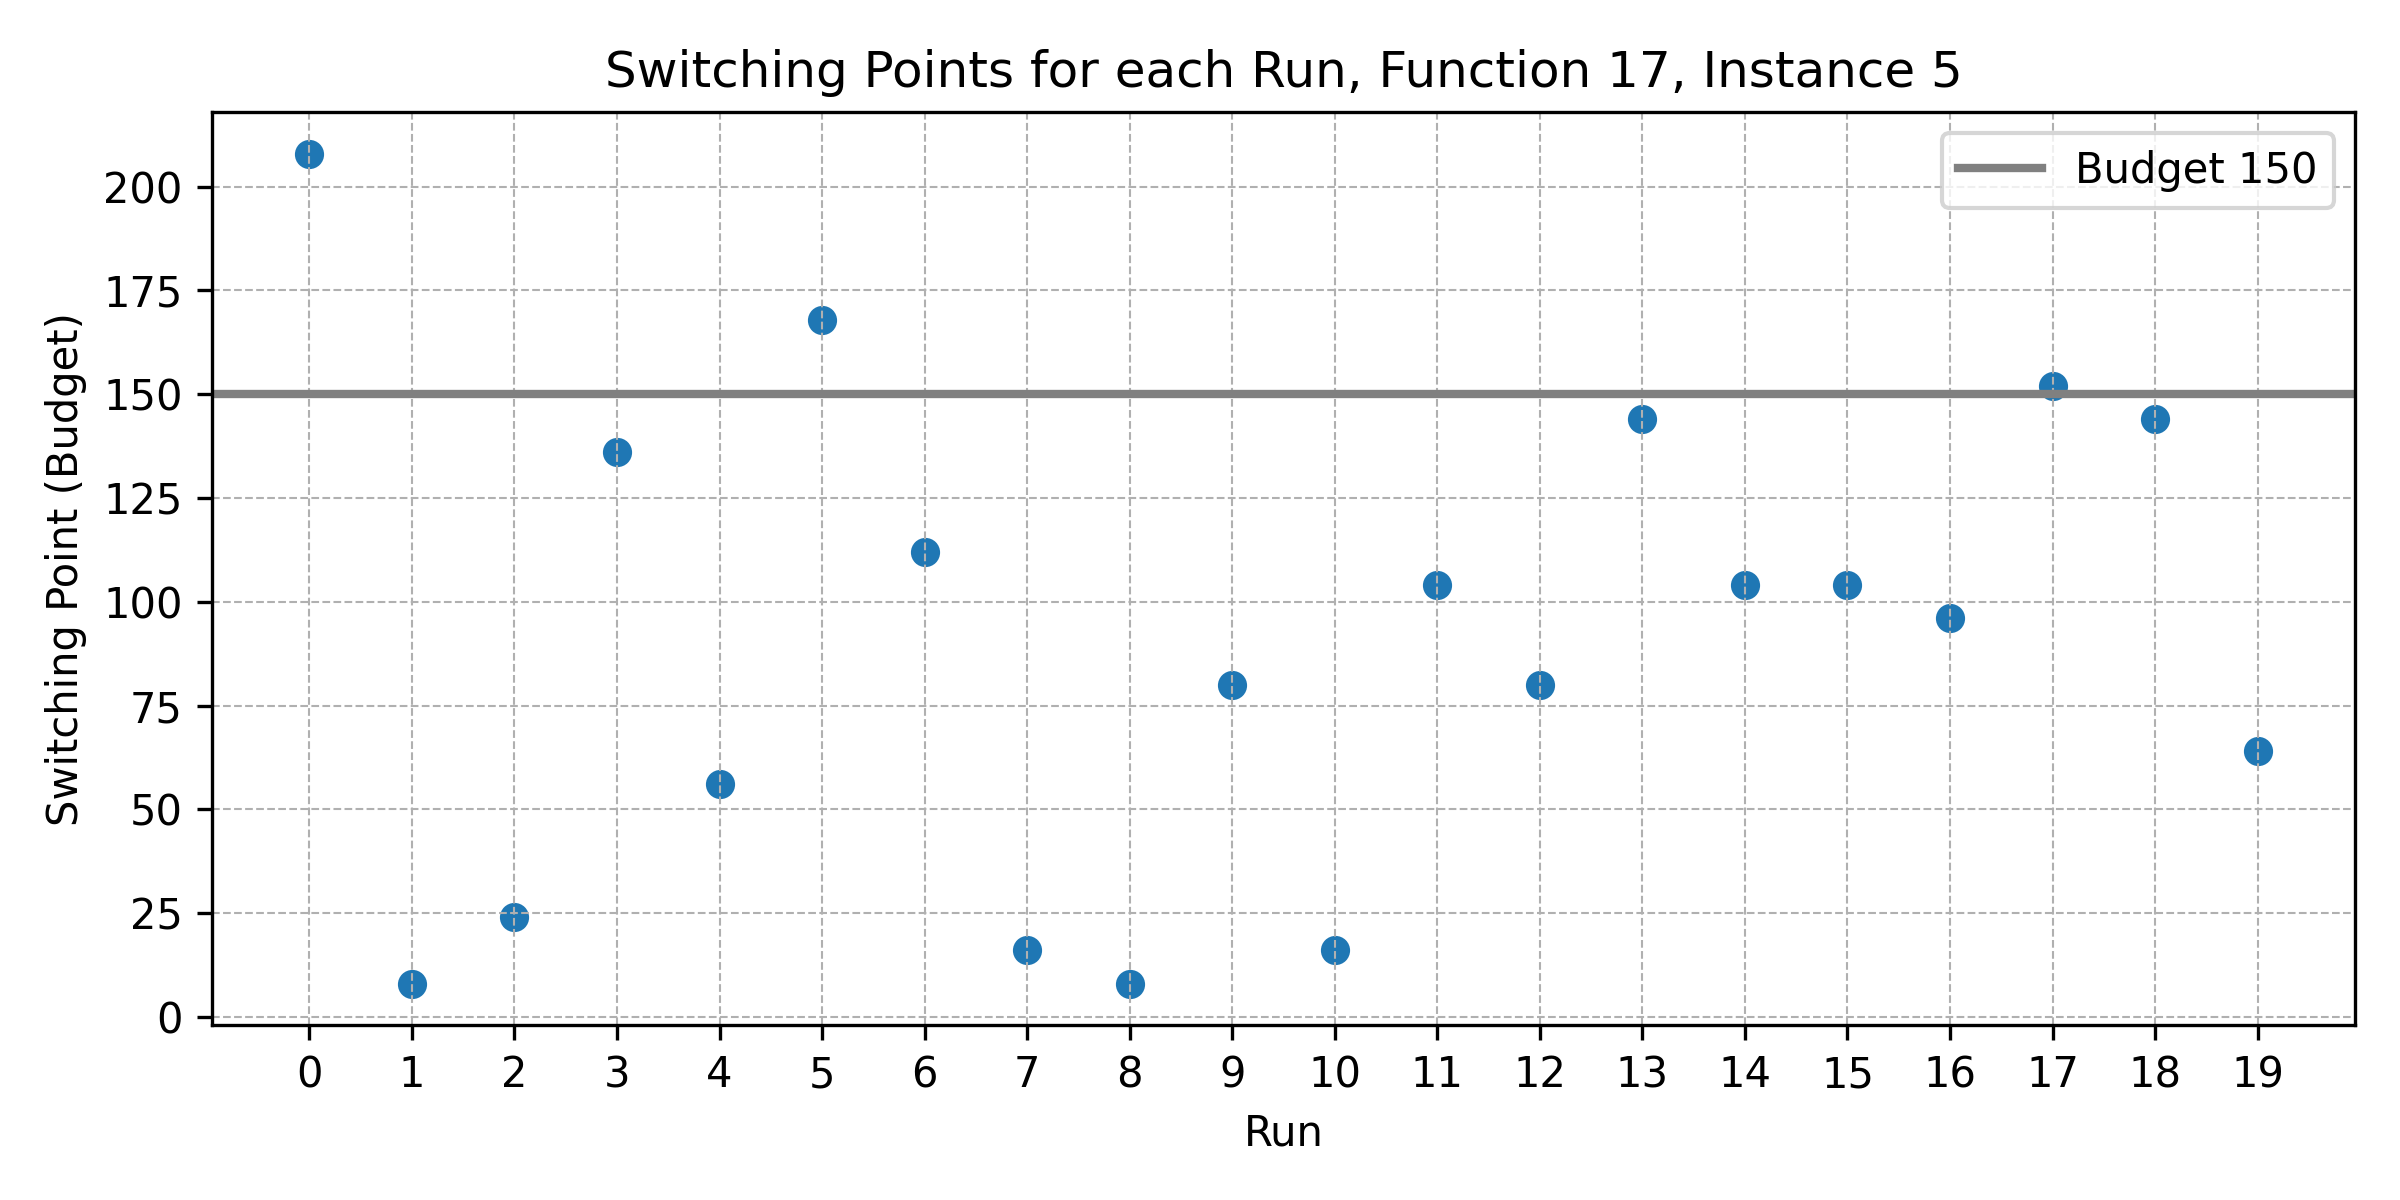 Switching Points for each Run, Function 17, Instance 5
Budget 150
Switching Point (Budget)
200
175
150
125
100
75
50
25
0
0 1 2 3 4 5 6 7 8 9 10 11 12 13 14 15 16 17 18 19
Run